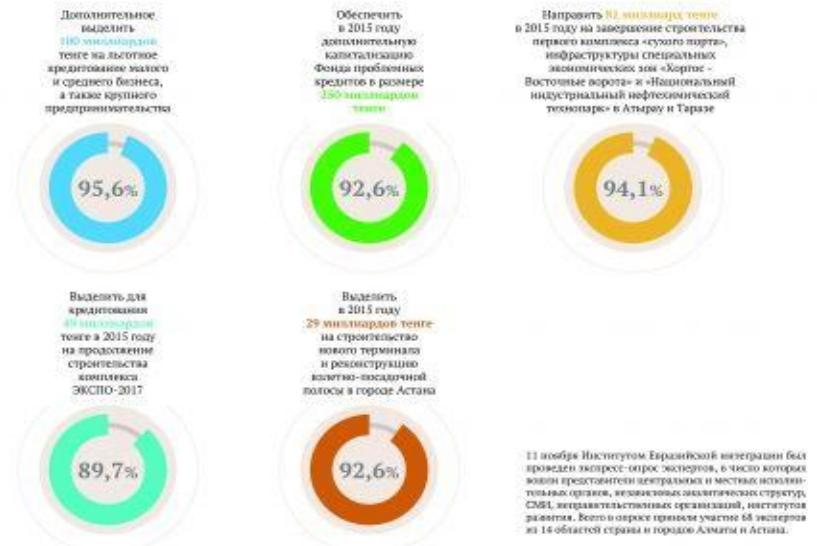 Дополнительное
выделить
100 миллиардов
тенге на льготное
кредитование малого
и среднего бизнеса,
а также крупного
предпринимательства
95,6%
Обеспечить
в 2015 году
дополнительную
капитализацию
Фонда проблемных
кредитов в размере
250 миллиардов
тенге
92,6%
Направить 81 миллиард тенге
в 2015 году на завершение строительства
первого комплекса «сухого порта»,
инфраструктуры специальных
экономических зон «Хоргос –
Восточные ворота» и «Национальный
индустриальный нефтехимический
технопарк» в Атырау и Таразе
94,1%
Выделить для
кредитования
40 миллиардов
тенге в 2015 году
на продолжение
строительства
комплекса
ЭКСПО-2017
89,7%
Выделить
в 2015 году
29 миллиардов тенге
на строительство
нового терминала
и реконструкцию
взлетно-посадочной
полосы в городе Астана
92,6%
11 ноября Институтом Евразийской интеграции был
проведен экспресс-опрос экспертов, в число которых
вошли представители центральных и местных исполни-
тельных органов, независимых аналитических структур,
СМИ, неправительственных организаций, институтов
развития. Всего в опросе приняли участие 68 экспертов
из 14 областей страны и городов Алматы и Астана.